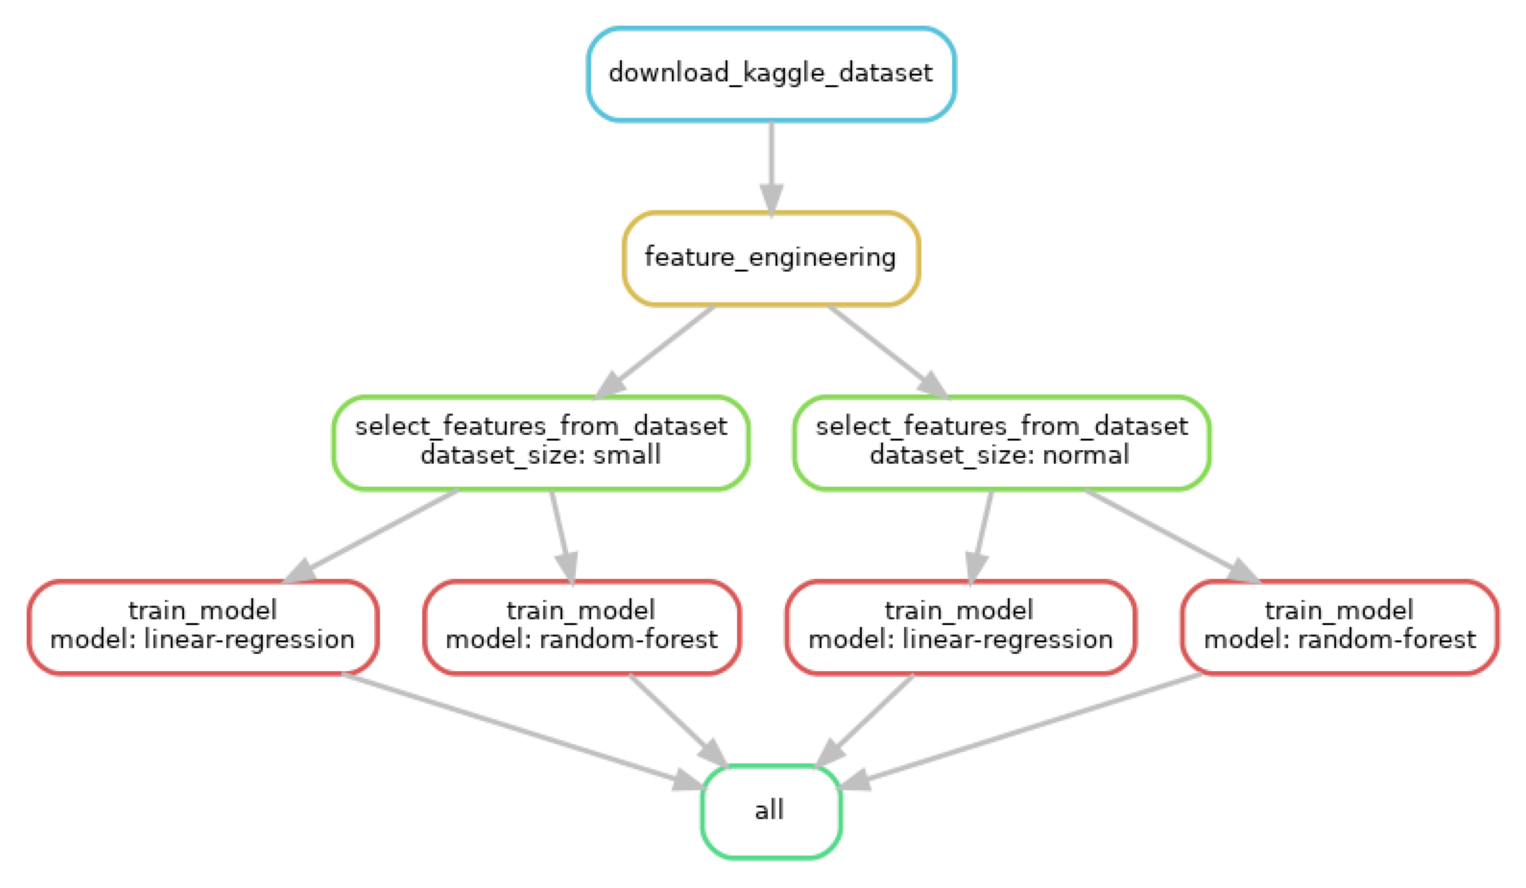 download_kaggle_dataset
feature_engineering
select_features_from_dataset
dataset_size: small
select_features_from_dataset
dataset_size: normal
train_model
model: linear-regression
train_model
model: random-forest
train_model
model: linear-regression
train_model
model: random-forest
all